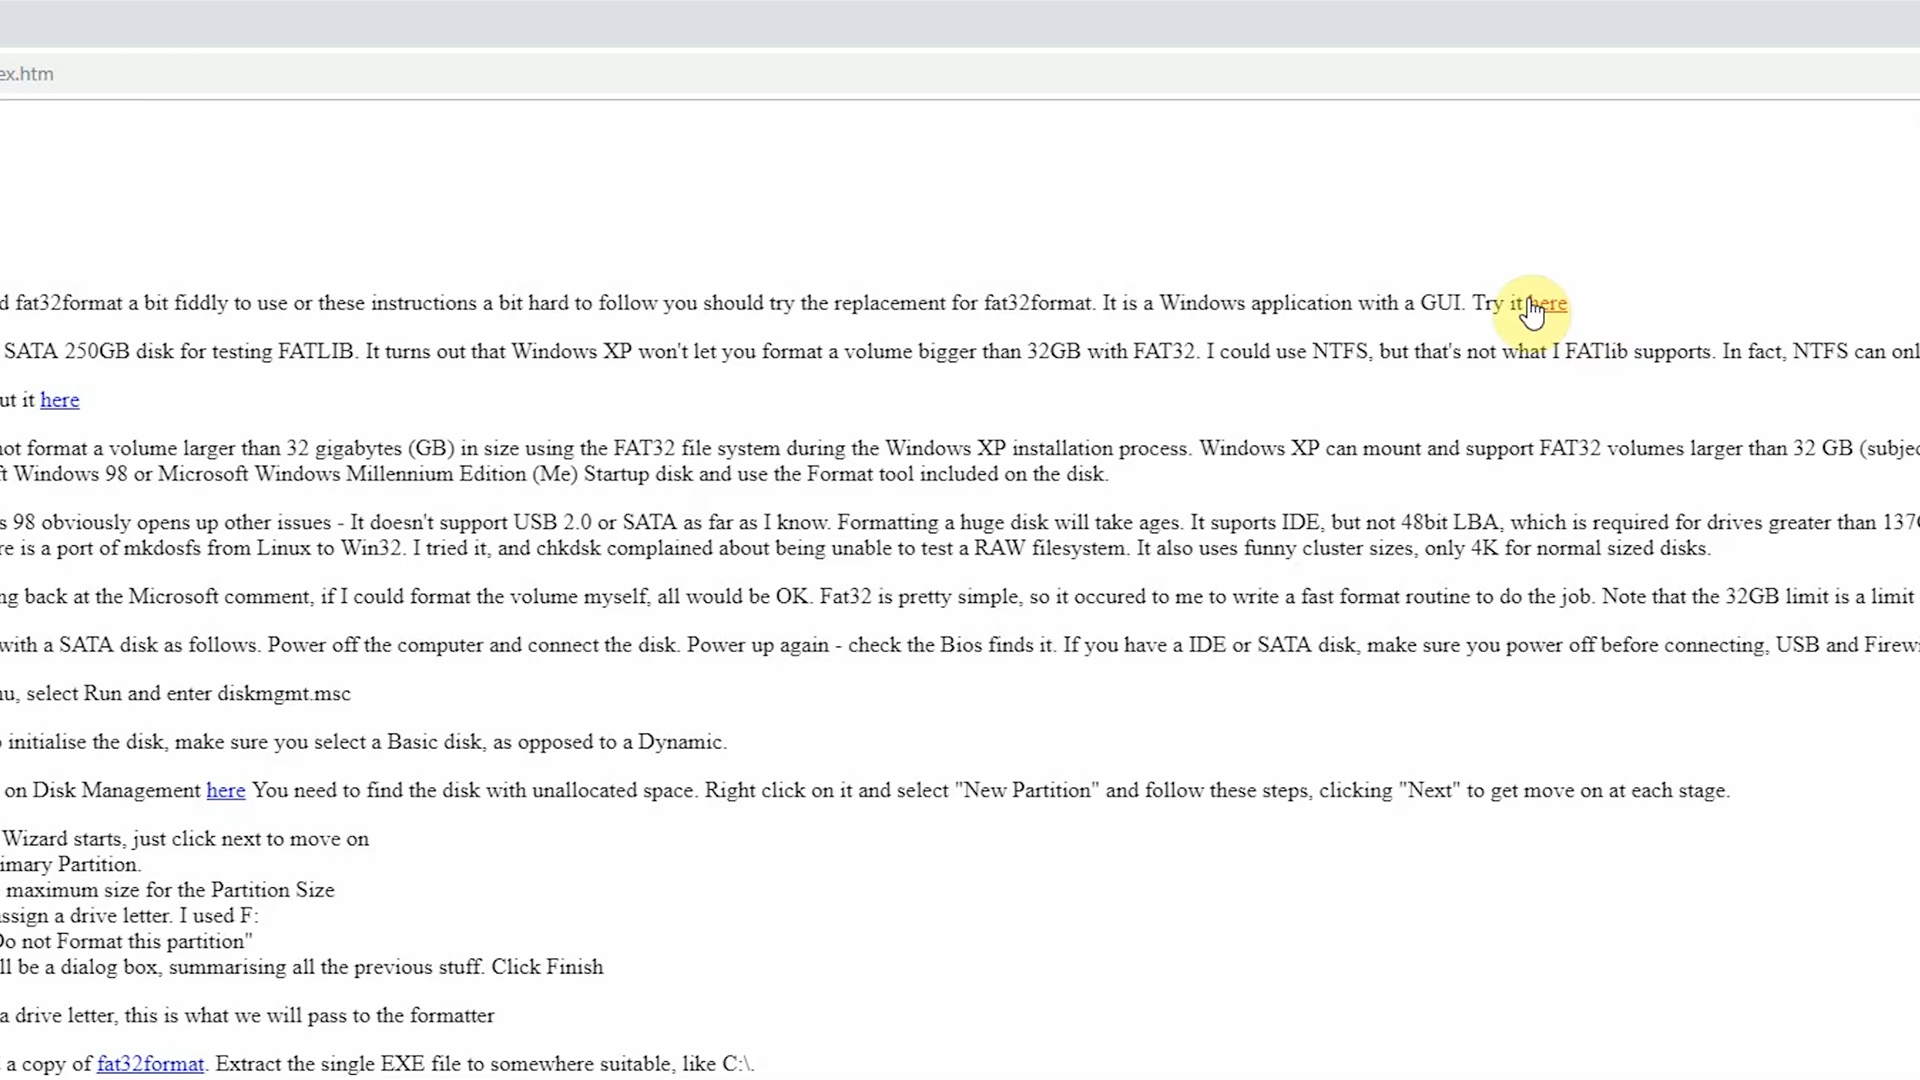 ex.htm
d fat32format a bit fiddly to use or these instructions a bit hard to follow you should try the replacement for fat32format. It is a Windows application with a GUI. Try it here
SATA 250GB disk for testing FATLIB. It turns out that Windows XP won't let you format a volume bigger than 32GB with FAT32. I could use NTFS, but that's not what I FATlib supports. In fact, NTFS can onl
ut it here
not format a volume larger than 32 gigabytes (GB) in size using the FAT32 file system during the Windows XP installation process. Windows XP can mount and support FAT32 volumes larger than 32 GB (subjec
t Windows 98 or Microsoft Windows Millennium Edition (Me) Startup disk and use the Format tool included on the disk.
s 98 obviously opens up other issues - It doesn't support USB 2.0 or SATA as far as I know. Formatting a huge disk will take ages. It suports IDE, but not 48bit LBA, which is required for drives greater than 137G
re is a port of mkdosfs from Linux to Win32. I tried it, and chkdsk complained about being unable to test a RAW filesystem. It also uses funny cluster sizes, only 4K for normal sized disks.
ng back at the Microsoft comment, if I could format the volume myself, all would be OK. Fat32 is pretty simple, so it occured to me to write a fast format routine to do the job. Note that the 32GB limit is a limit
with a SATA disk as follows. Power off the computer and connect the disk. Power up again - check the Bios finds it. If you have a IDE or SATA disk, make sure you power off before connecting, USB and Firewi
nu, select Run and enter diskmgmt.msc
o initialise the disk, make sure you select a Basic disk, as opposed to a Dynamic.
on Disk Management here You need to find the disk with unallocated space. Right click on it and select "New Partition" and follow these steps, clicking "Next" to get move on at each stage.
Wizard starts, just click next to move on
imary Partition.
maximum size for the Partition Size
assign a drive letter. I used F:
Do not Format this partition"
ll be a dialog box, summarising all the previous stuff. Click Finish
a drive letter, this is what we will pass to the formatter
a copy of fat32format. Extract the single EXE file to somewhere suitable, like C:\.